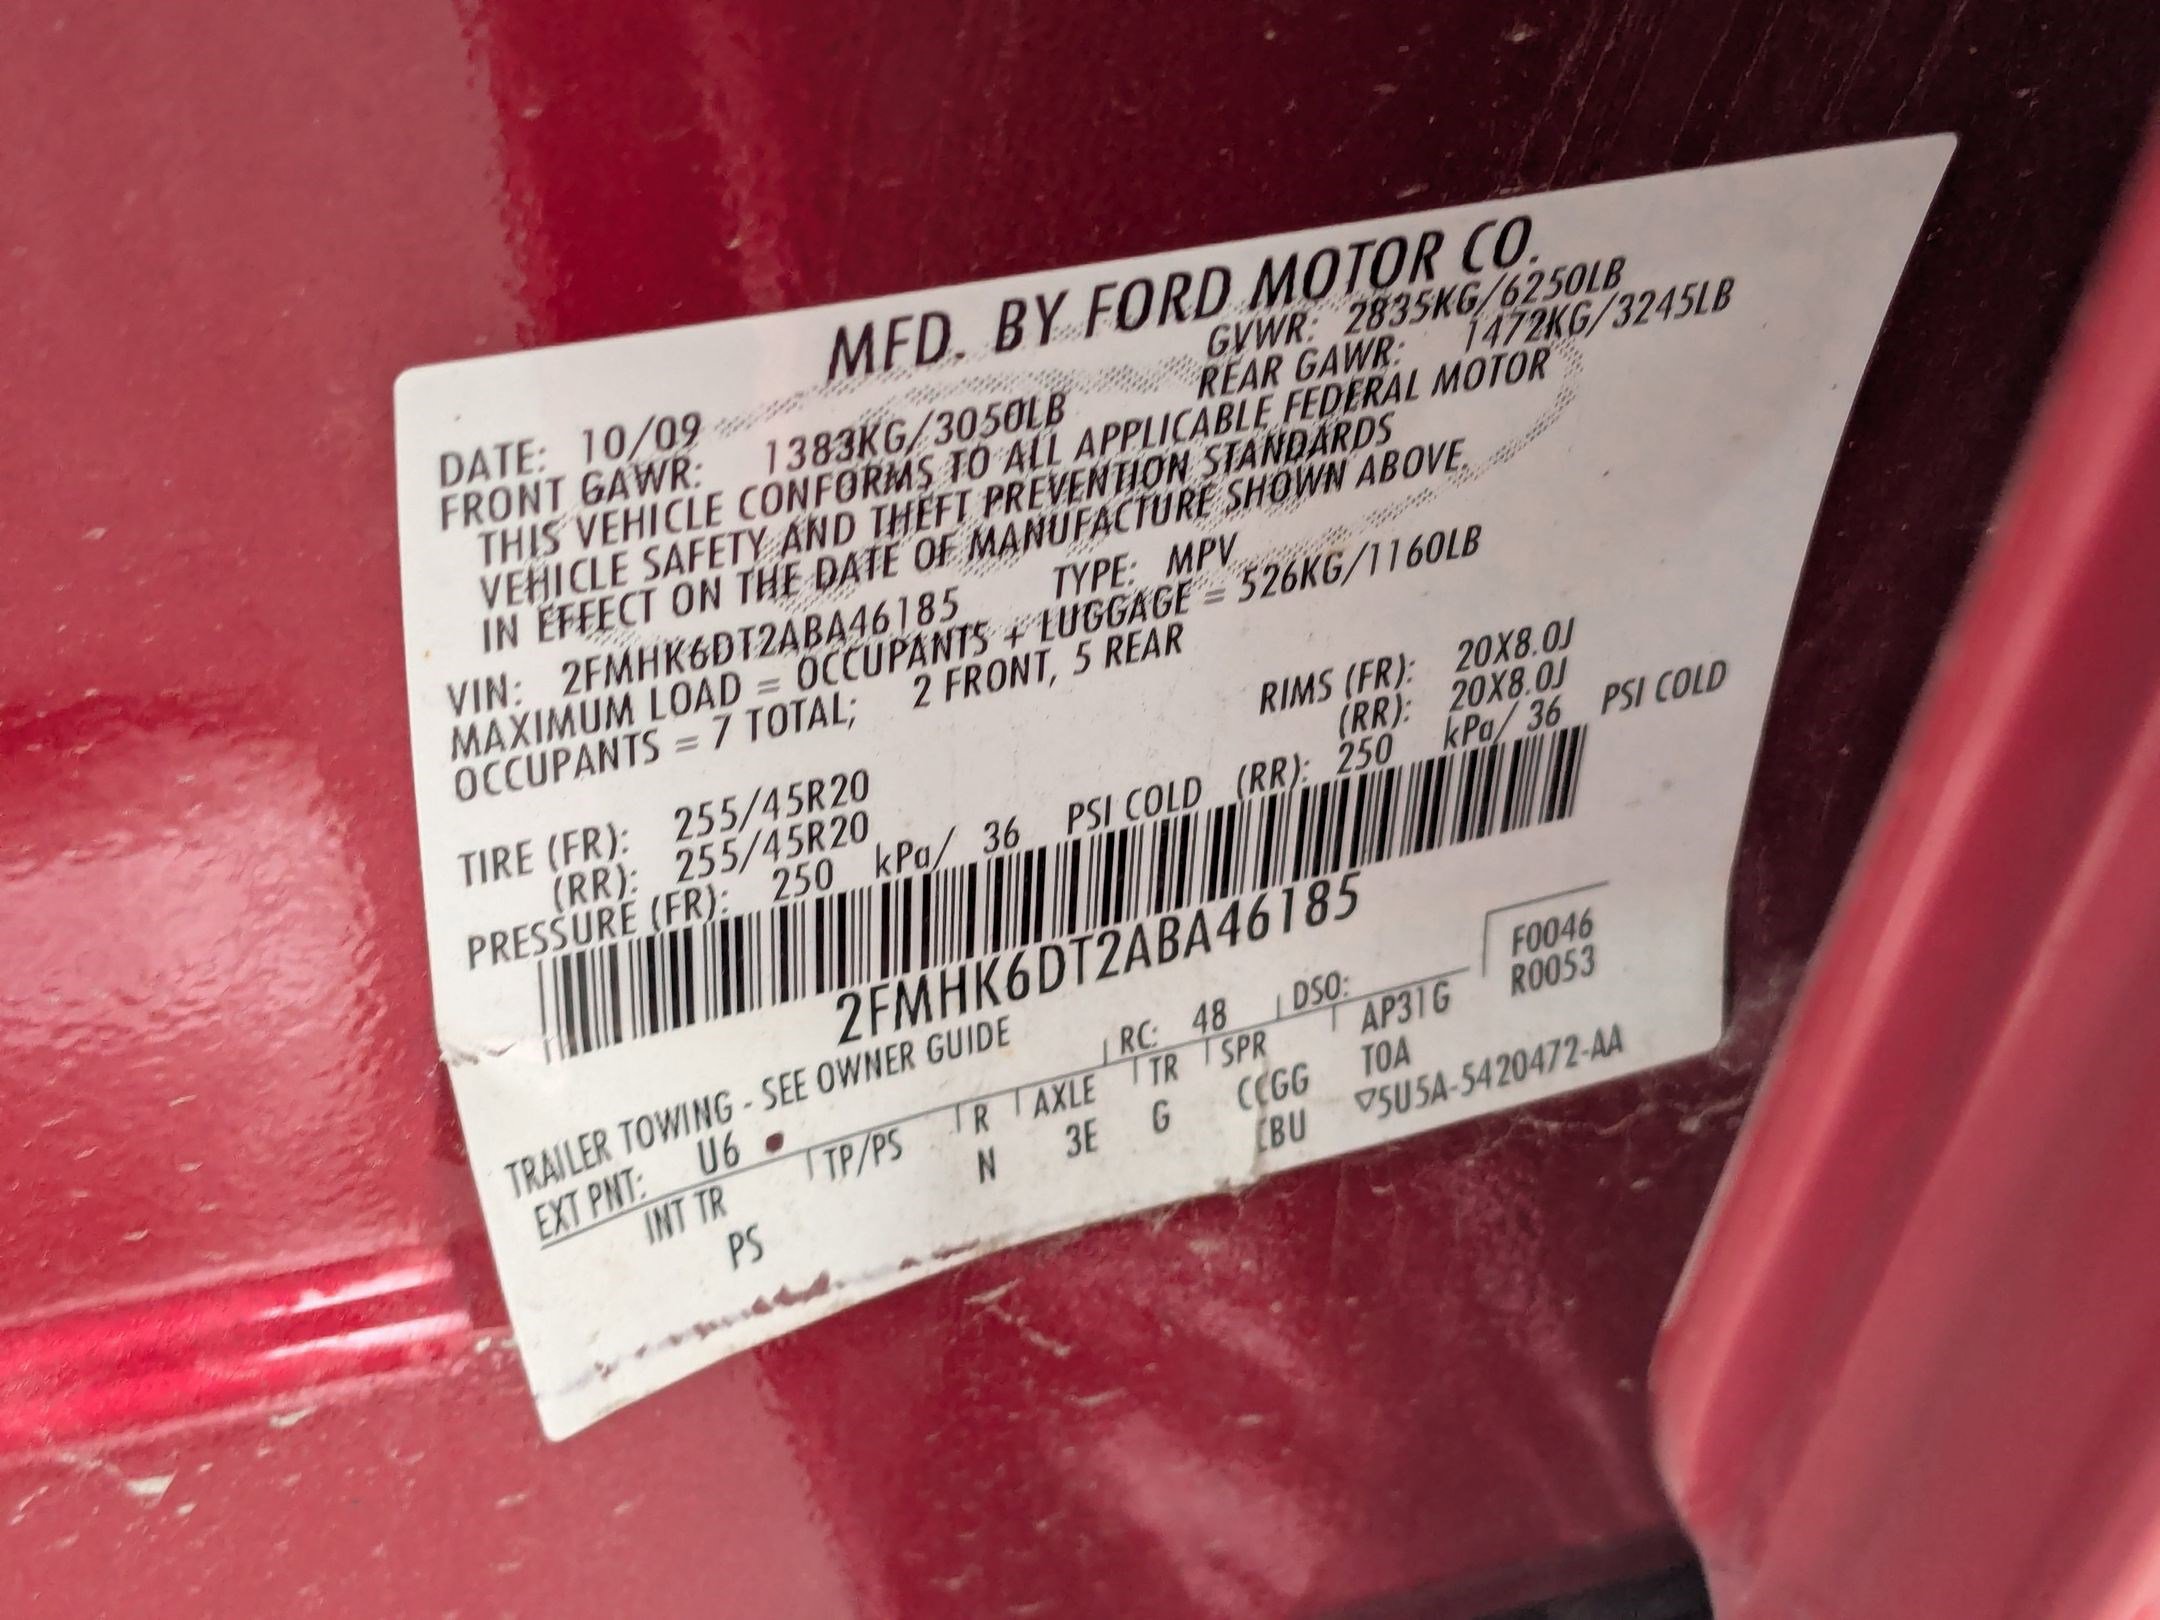 MFD. BY FORD MOTOR CO.
DATE: 10/09 GVWR: 2835KG/6250LB
FRONT GAWR: 1383KG/3050LB REAR GAWR: 1472KG/3245LB
THIS VEHICLE CONFORMS TO ALL APPLICABLE FEDERAL MOTOR
VEHICLE SAFETY AND THEFT PREVENTION STANDARDS
IN EFFECT ON THE DATE OF MANUFACTURE SHOWN ABOVE.
VIN: 2FMHK6DT2ABA46185 TYPE: MPV
MAXIMUM LOAD = OCCUPANTS + LUGGAGE = 526KG/1160LB
OCCUPANTS = 7 TOTAL; 2 FRONT, 5 REAR
TIRE (FR): 255/45R20 RIMS (FR): 20X8.0J
(RR): 255/45R20 (RR): 20X8.0J
PRESSURE (FR): 250 kPa/ 36 PSI COLD (RR): 250 kPa/ 36 PSI COLD
2FMHK6DT2ABA46185
TRAILER TOWING - SEE OWNER GUIDE
F0046
R0053
EXT PNT: U6 RC: 48 DSO:
INT TR TP/PS R AXLE TR SPR AP31G
PS N 3E G CCGG TOA
CBU ▽5U5A-5420472-AA